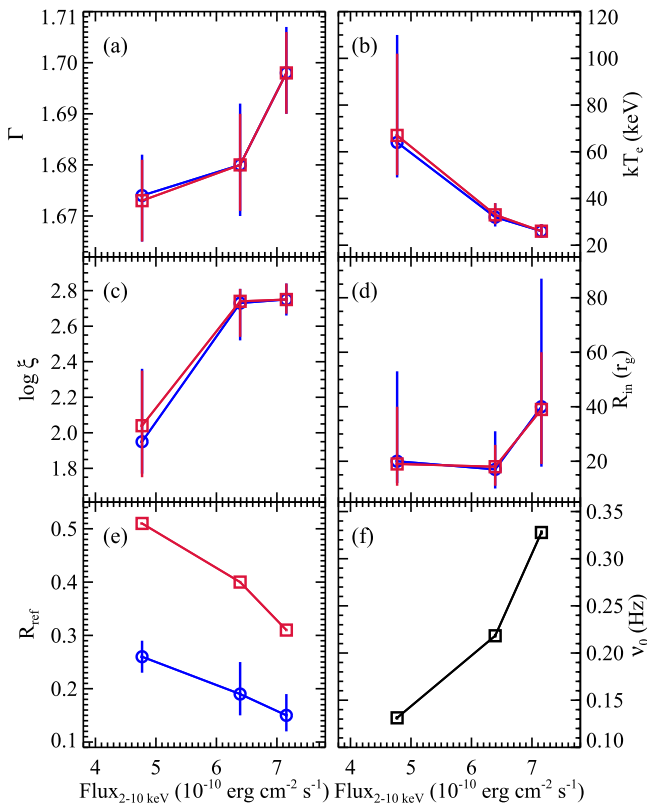 (a)
1.71
1.70
1.69
1.68
1.67
Γ
(b)
120
100
80
60
40
20
kTe (keV)
(c)
2.8
2.6
2.4
2.2
2.0
1.8
log ξ
(d)
80
60
40
20
Rin (rg)
(e)
0.5
0.4
0.3
0.2
0.1
Rref
(f)
0.35
0.30
0.25
0.20
0.15
0.10
ν0 (Hz)
4 5 6 7
4 5 6 7
Flux2-10 keV (10-10 erg cm-2 s-1)
Flux2-10 keV (10-10 erg cm-2 s-1)